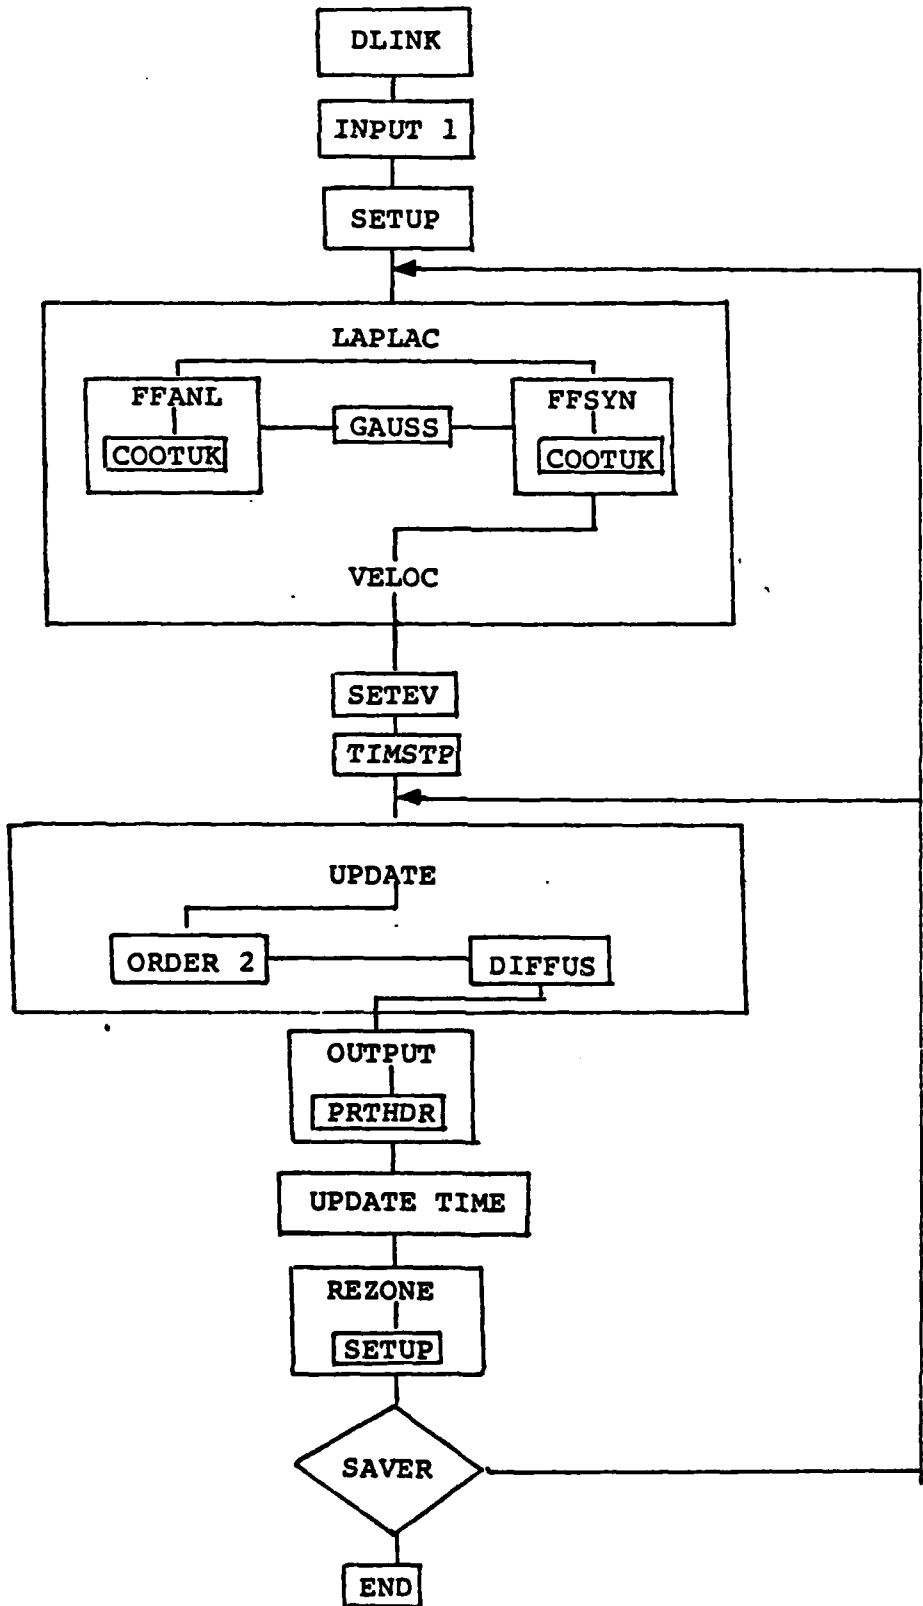 DLINK
INPUT 1
SETUP
LAPLAC
FFANL
FFSYN
GAUSS
COOTUK
COOTUK
VELOC
SETEV
TIMSTP
UPDATE
ORDER 2
DIFFUS
OUTPUT
PRTHDR
UPDATE TIME
REZONE
SETUP
SAVER
END